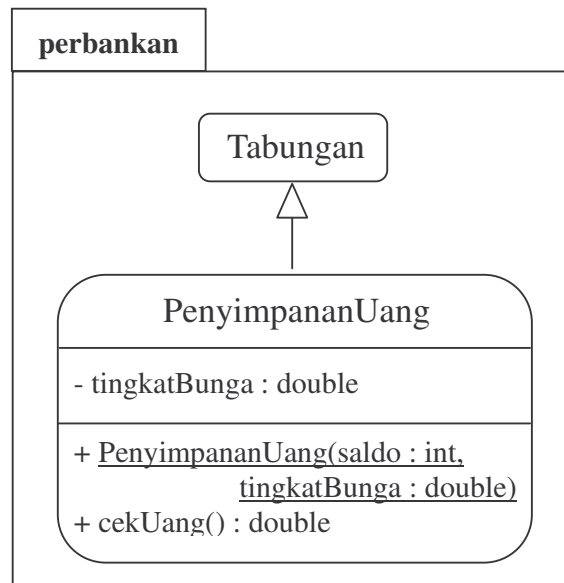 perbankan
Tabungan
PenyimpananUang
- tingkatBunga : double
+ PenyimpananUang(saldo : int,
tingkatBunga : double)
+ cekUang() : double